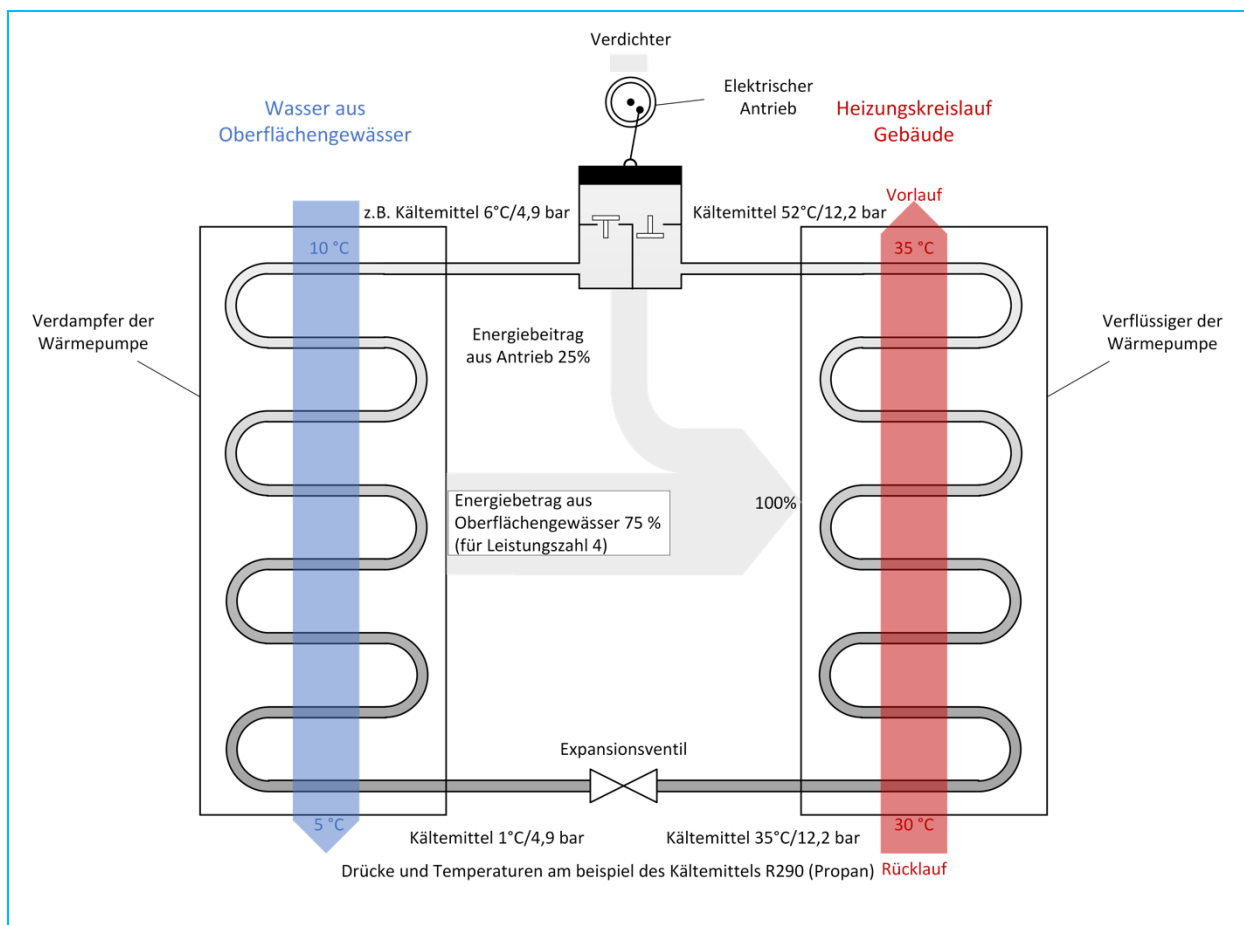 Verdichter
Elektrischer
Antrieb
Wasser aus
Oberflächengewässer
Heizungskreislauf
Gebäude
Vorlauf
z.B. Kältemittel 6°C/4,9 bar
Kältemittel 52°C/12,2 bar
10 °C
35 °C
Verdampfer der
Wärmepumpe
Energiebeitrag
aus Antrieb 25%
Verflüssiger der
Wärmepumpe
Energiebetrag aus
Oberflächengewässer 75 %
(für Leistungszahl 4)
100%
Expansionsventil
5 °C
30 °C
Kältemittel 1°C/4,9 bar
Kältemittel 35°C/12,2 bar
Drücke und Temperaturen am beispiel des Kältemittels R290 (Propan)
Rücklauf